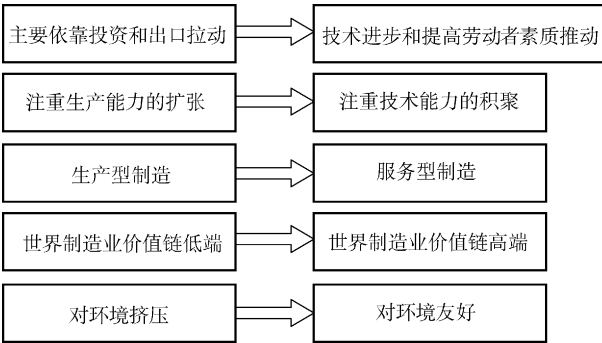 主要依靠投资和出口拉动
技术进步和提高劳动者素质推动
注重生产能力的扩张
注重技术能力的积聚
生产型制造
服务型制造
世界制造业价值链低端
世界制造业价值链高端
对环境挤压
对环境友好